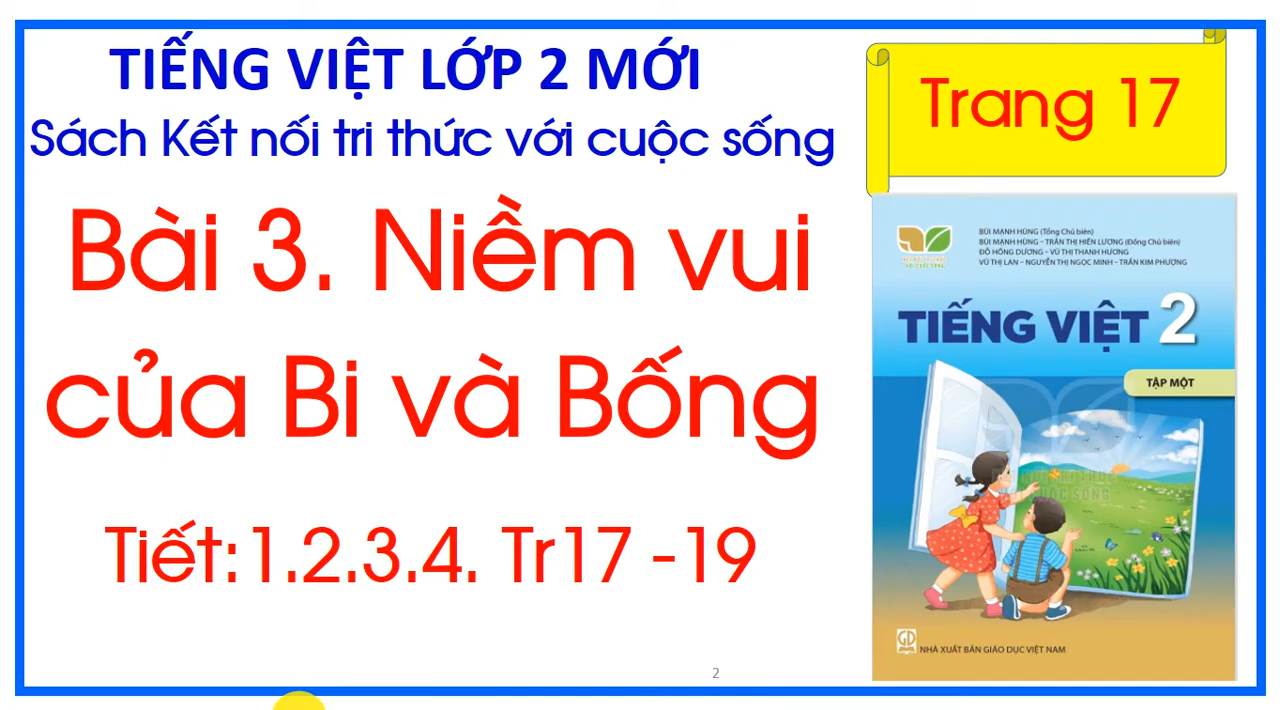 TIẾNG VIỆT LỚP 2 MỚI
Sách Kết nối tri thức với cuộc sống
Trang 17
Bài 3. Niềm vui
của Bi và Bống
Tiết:1.2.3.4. Tr17 -19
2
BÙI MẠNH HÙNG (Tổng Chủ biên)
BÙI MẠNH HÙNG – TRẦN THỊ HIỀN LƯƠNG (Đồng Chủ biên)
ĐỖ HỒNG DƯƠNG – VŨ THỊ THANH HƯƠNG
VŨ THỊ LAN – NGUYỄN THỊ NGỌC MINH – TRẦN KIM PHƯỢNG
TIẾNG VIỆT 2
TẬP MỘT
NHÀ XUẤT BẢN GIÁO DỤC VIỆT NAM